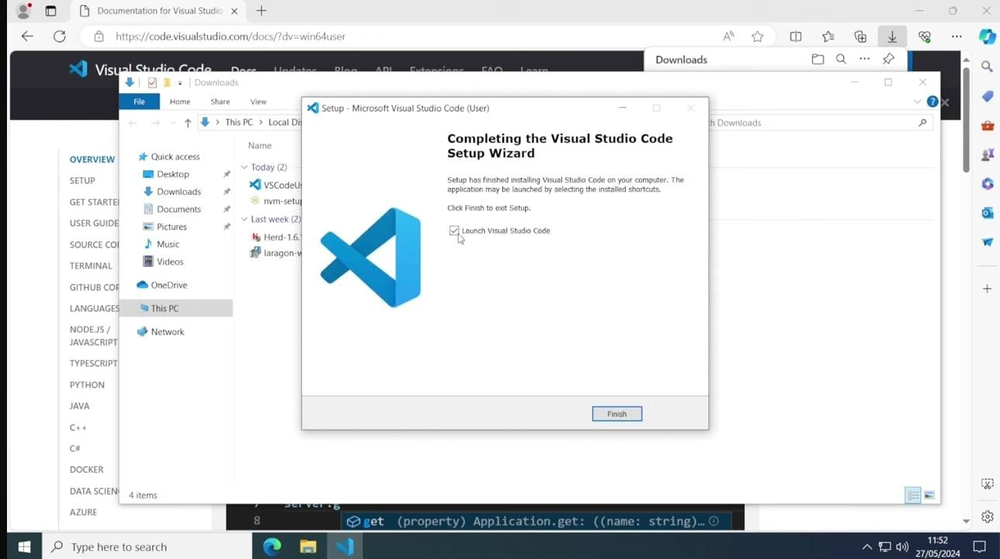 Documentation for Visual Studio
https://code.visualstudio.com/docs/?dv=win64user
Downloads
Visual Studio Code
Docs Updates Blog API Extensions FAQ Learn
Downloads
File Home Share View
This PC > Local Dis
Downloads
Name
Quick access
Desktop
Downloads
Documents
Pictures
Music
Videos
OneDrive
This PC
Network
Today (2)
VSCodeUs
nvm-setup
Last week (2)
Herd-1.6.1
laragon-w
4 items
Setup - Microsoft Visual Studio Code (User)
Completing the Visual Studio Code
Setup Wizard
Setup has finished installing Visual Studio Code on your computer. The
application may be launched by selecting the installed shortcuts.
Click Finish to exit Setup.
Launch Visual Studio Code
Finish
OVERVIEW
SETUP
GET STARTE
USER GUIDE
SOURCE CO
TERMINAL
GITHUB COP
LANGUAGES
NODE.JS /
JAVASCRIPT
TYPESCRIPT
PYTHON
JAVA
C++
C#
DOCKER
DATA SCIEN
AZURE
7 server.g
8
get (property) Application.get: ((name: string)…
Type here to search
11:52
27/05/2024